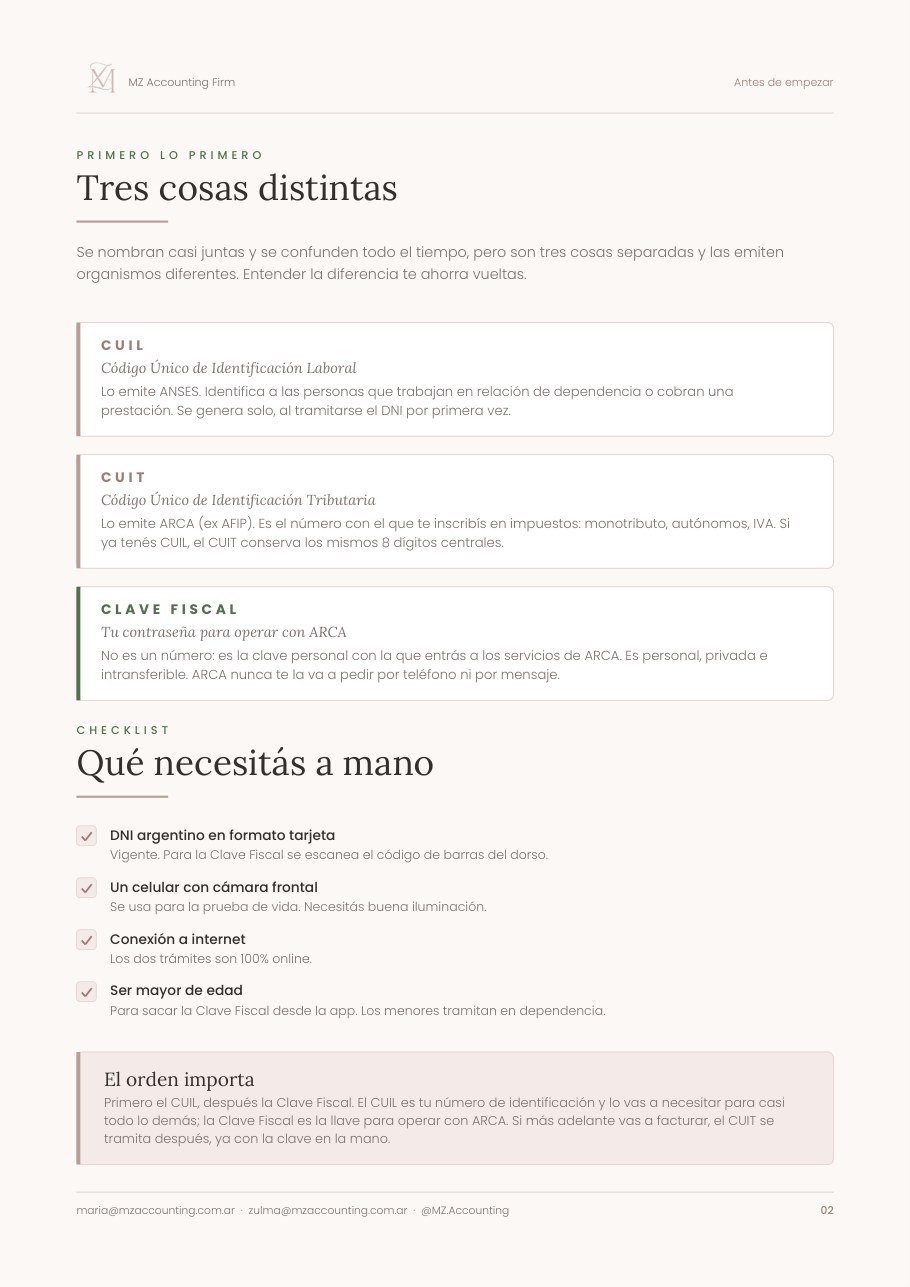 MZ Accounting Firm
Antes de empezar
PRIMERO LO PRIMERO
Tres cosas distintas
Se nombran casi juntas y se confunden todo el tiempo, pero son tres cosas separadas y las emiten
organismos diferentes. Entender la diferencia te ahorra vueltas.
CUIL
Código Único de Identificación Laboral
Lo emite ANSES. Identifica a las personas que trabajan en relación de dependencia o cobran una
prestación. Se genera solo, al tramitarse el DNI por primera vez.
CUIT
Código Único de Identificación Tributaria
Lo emite ARCA (ex AFIP). Es el número con el que te inscribís en impuestos: monotributo, autónomos, IVA. Si
ya tenés CUIL, el CUIT conserva los mismos 8 dígitos centrales.
CLAVE FISCAL
Tu contraseña para operar con ARCA
No es un número: es la clave personal con la que entrás a los servicios de ARCA. Es personal, privada e
intransferible. ARCA nunca te la va a pedir por teléfono ni por mensaje.
CHECKLIST
Qué necesitás a mano
DNI argentino en formato tarjeta
Vigente. Para la Clave Fiscal se escanea el código de barras del dorso.
Un celular con cámara frontal
Se usa para la prueba de vida. Necesitás buena iluminación.
Conexión a internet
Los dos trámites son 100% online.
Ser mayor de edad
Para sacar la Clave Fiscal desde la app. Los menores tramitan en dependencia.
El orden importa
Primero el CUIL, después la Clave Fiscal. El CUIL es tu número de identificación y lo vas a necesitar para casi
todo lo demás; la Clave Fiscal es la llave para operar con ARCA. Si más adelante vas a facturar, el CUIT se
tramita después, ya con la clave en la mano.
maria@mzaccounting.com.ar · zulma@mzaccounting.com.ar · @MZ.Accounting
02